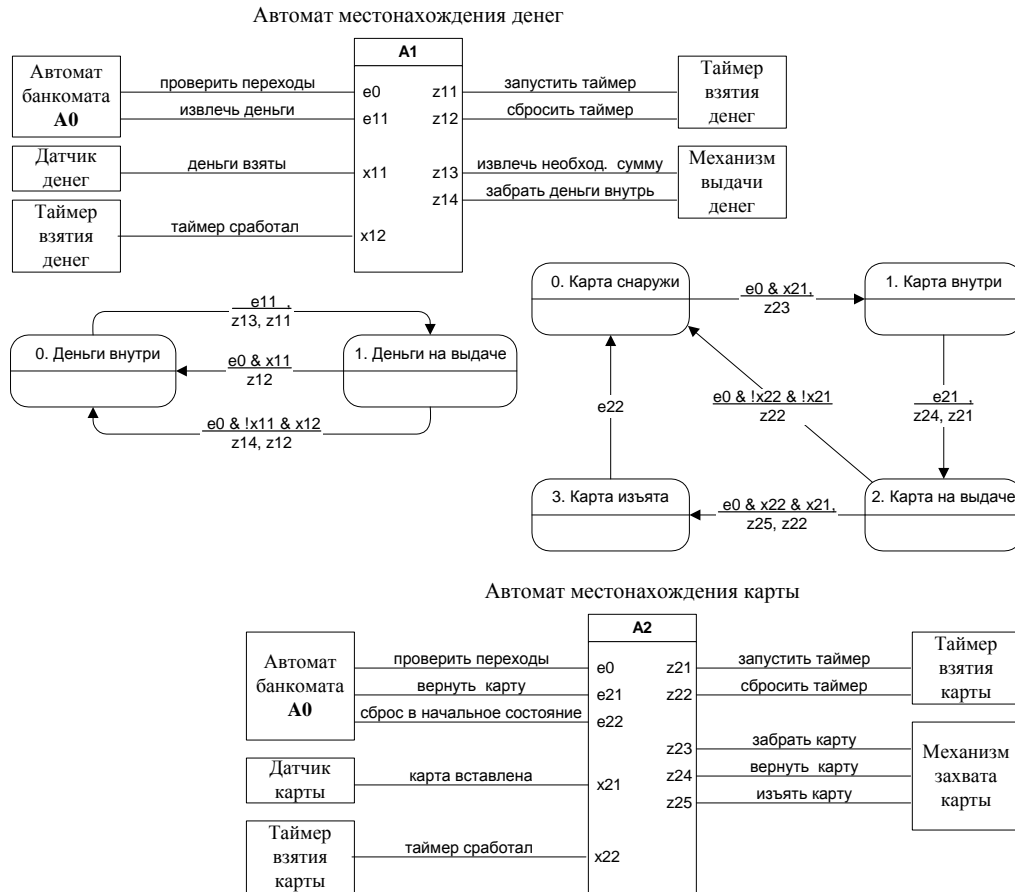 Автомат местонахождения денег
A1
Автомат
банкомата
A0
проверить переходы
извлечь деньги
e0
e11
z11
z12
запустить таймер
сбросить таймер
Таймер
взятия
денег
Датчик
денег
деньги взяты
x11
z13
z14
извлечь необход. сумму
забрать деньги внутрь
Механизм
выдачи
денег
Таймер
взятия
денег
таймер сработал
x12
0. Деньги внутри
e11 ,
z13, z11
1. Деньги на выдаче
e0 & x11
z12
e0 & !x11 & x12
z14, z12
0. Карта снаружи
e0 & x21,
z23
1. Карта внутри
e22
e0 & !x22 & !x21
z22
e21 ,
z24, z21
3. Карта изъята
e0 & x22 & x21,
z25, z22
2. Карта на выдаче
Автомат местонахождения карты
A2
Автомат
банкомата
A0
проверить переходы
вернуть карту
сброс в начальное состояние
e0
e21
e22
z21
z22
запустить таймер
сбросить таймер
Таймер
взятия
карты
Датчик
карты
карта вставлена
x21
z23
z24
z25
забрать карту
вернуть карту
изъять карту
Механизм
захвата
карты
Таймер
взятия
карты
таймер сработал
x22